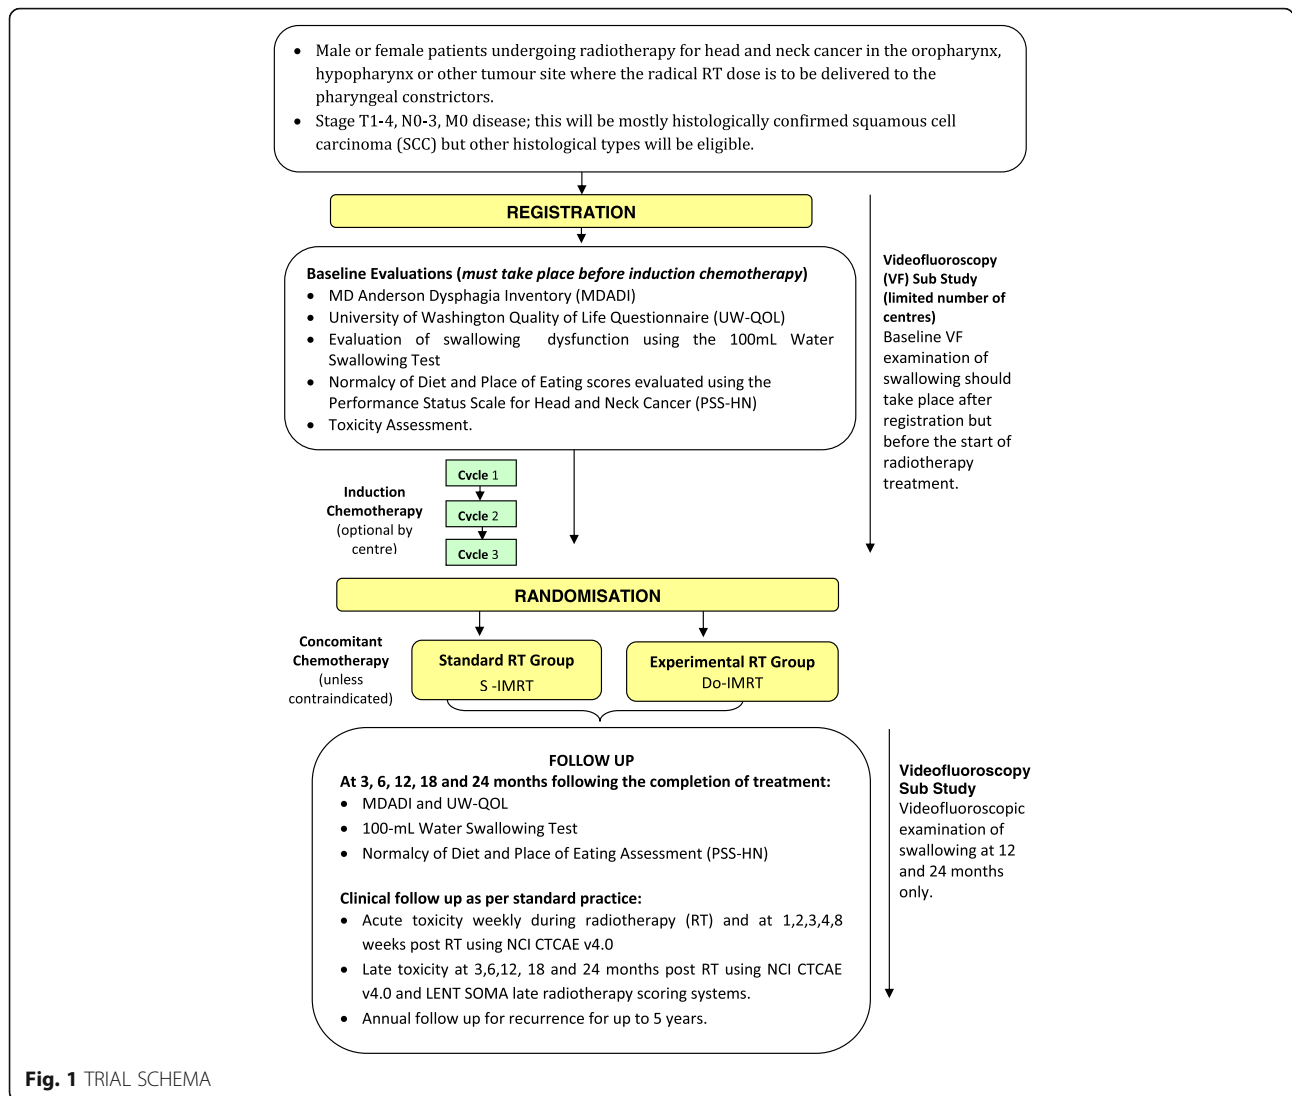 • Male or female patients undergoing radiotherapy for head and neck cancer in the oropharynx,
hypopharynx or other tumour site where the radical RT dose is to be delivered to the
pharyngeal constrictors.
• Stage T1-4, N0-3, M0 disease; this will be mostly histologically confirmed squamous cell
carcinoma (SCC) but other histological types will be eligible.
REGISTRATION
Baseline Evaluations (must take place before induction chemotherapy)
• MD Anderson Dysphagia Inventory (MDADI)
• University of Washington Quality of Life Questionnaire (UW-QOL)
• Evaluation of swallowing dysfunction using the 100mL Water
Swallowing Test
• Normalcy of Diet and Place of Eating scores evaluated using the
Performance Status Scale for Head and Neck Cancer (PSS-HN)
• Toxicity Assessment.
Videofluoroscopy
(VF) Sub Study
(limited number of
centres)
Baseline VF
examination of
swallowing should
take place after
registration but
before the start of
radiotherapy
treatment.
Induction
Chemotherapy
(optional by
centre)
Cycle 1
Cycle 2
Cycle 3
RANDOMISATION
Concomitant
Chemotherapy
(unless
contraindicated)
Standard RT Group
S -IMRT
Experimental RT Group
Do-IMRT
FOLLOW UP
At 3, 6, 12, 18 and 24 months following the completion of treatment:
• MDADI and UW-QOL
• 100-mL Water Swallowing Test
• Normalcy of Diet and Place of Eating Assessment (PSS-HN)
Clinical follow up as per standard practice:
• Acute toxicity weekly during radiotherapy (RT) and at 1,2,3,4,8
weeks post RT using NCI CTCAE v4.0
• Late toxicity at 3,6,12, 18 and 24 months post RT using NCI CTCAE
v4.0 and LENT SOMA late radiotherapy scoring systems.
• Annual follow up for recurrence for up to 5 years.
Videofluoroscopy
Sub Study
Videofluoroscopic
examination of
swallowing at 12
and 24 months
only.
Fig. 1 TRIAL SCHEMA